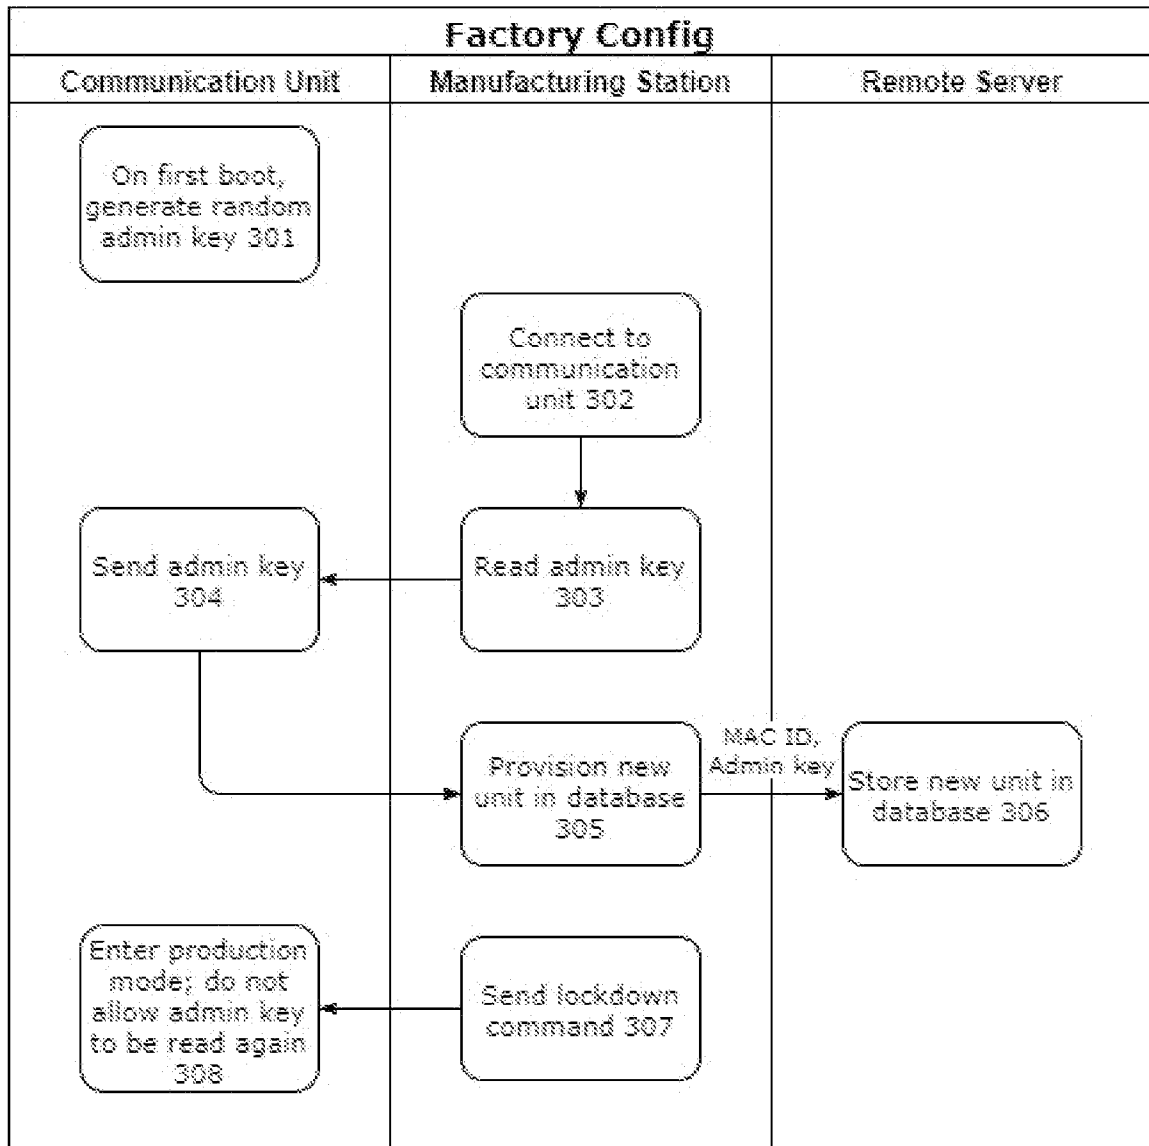 Factory Config
Communication Unit
Manufacturing Station
Remote Server
On first boot,
generate random
admin key 301
Connect to
communication
unit 302
Send admin key
304
Read admin key
303
Provision new
unit in database
305
MAC ID,
Admin key
Store new unit in
database 306
Enter production
mode; do not
allow admin key
to be read again
308
Send lockdown
command 307